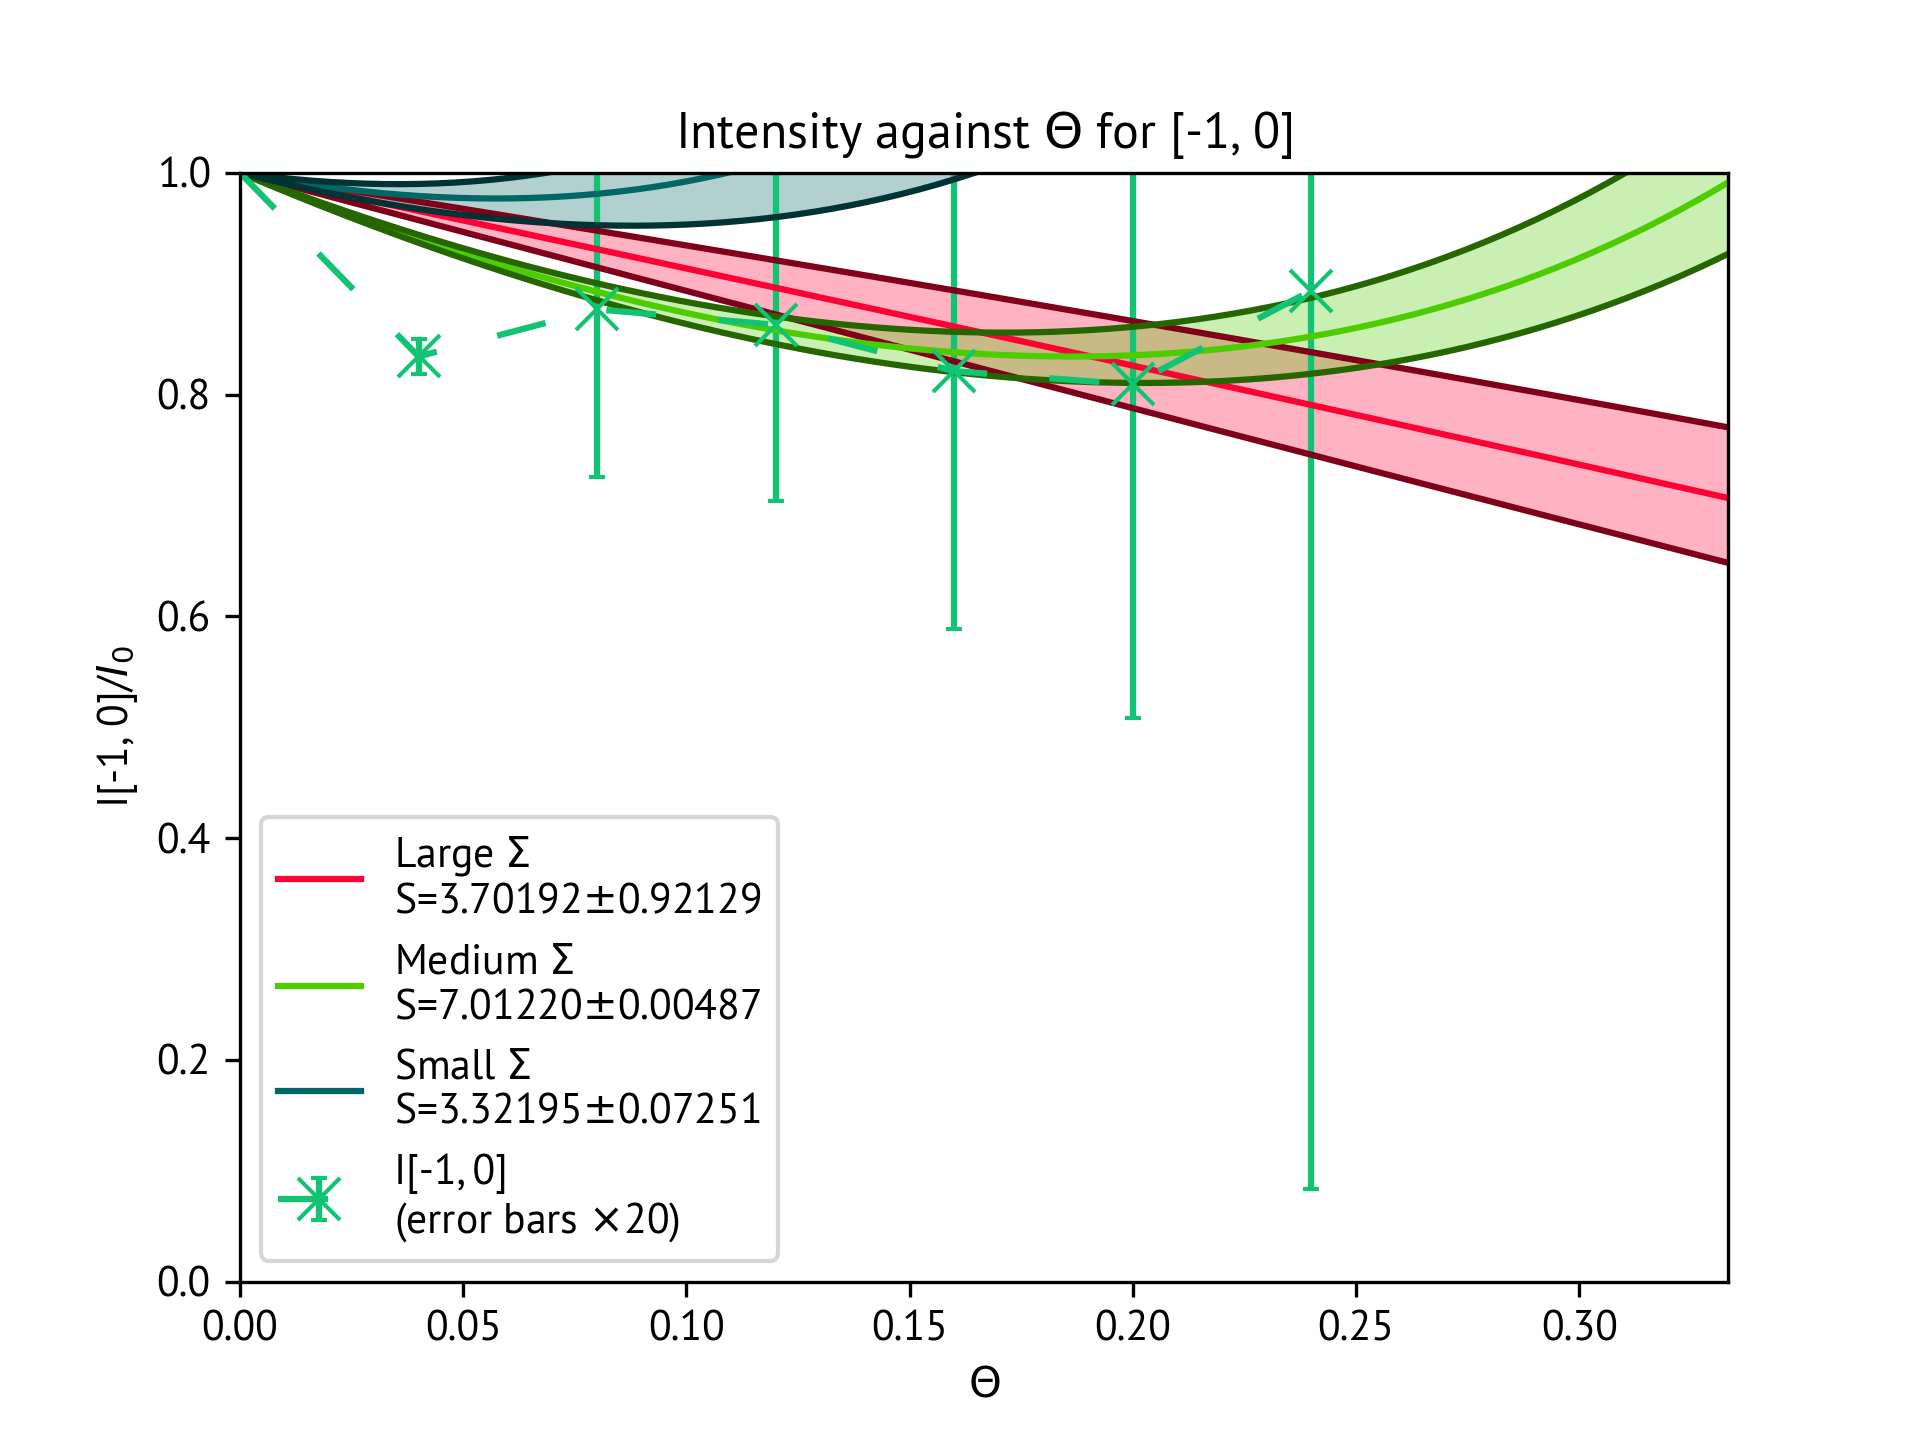 Intensity against Θ for [-1, 0]
1.0
0.8
0.6
0.4
0.2
0.0
I[-1, 0]/I₀
Large Σ
S=3.70192±0.92129
Medium Σ
S=7.01220±0.00487
Small Σ
S=3.32195±0.07251
I[-1, 0]
(error bars ×20)
0.00 0.05 0.10 0.15 0.20 0.25 0.30
Θ